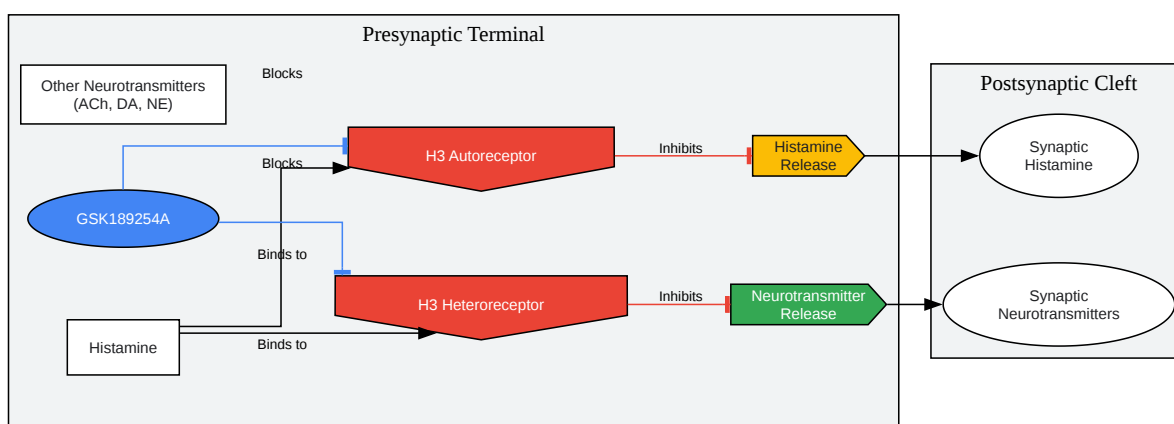 Presynaptic Terminal
Other Neurotransmitters
(ACh, DA, NE)
Blocks
H3 Autoreceptor
Blocks
Inhibits
Histamine
Release
GSK189254A
Binds to
H3 Heteroreceptor
Inhibits
Neurotransmitter
Release
Histamine
Binds to
Postsynaptic Cleft
Synaptic
Histamine
Synaptic
Neurotransmitters